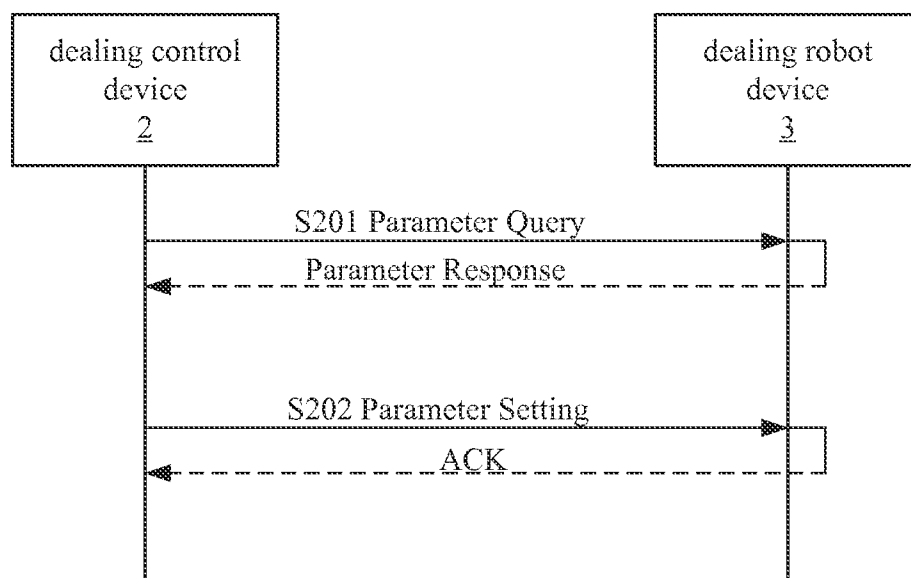 dealing control
device
2
dealing robot
device
3
S201 Parameter Query
Parameter Response
S202 Parameter Setting
ACK